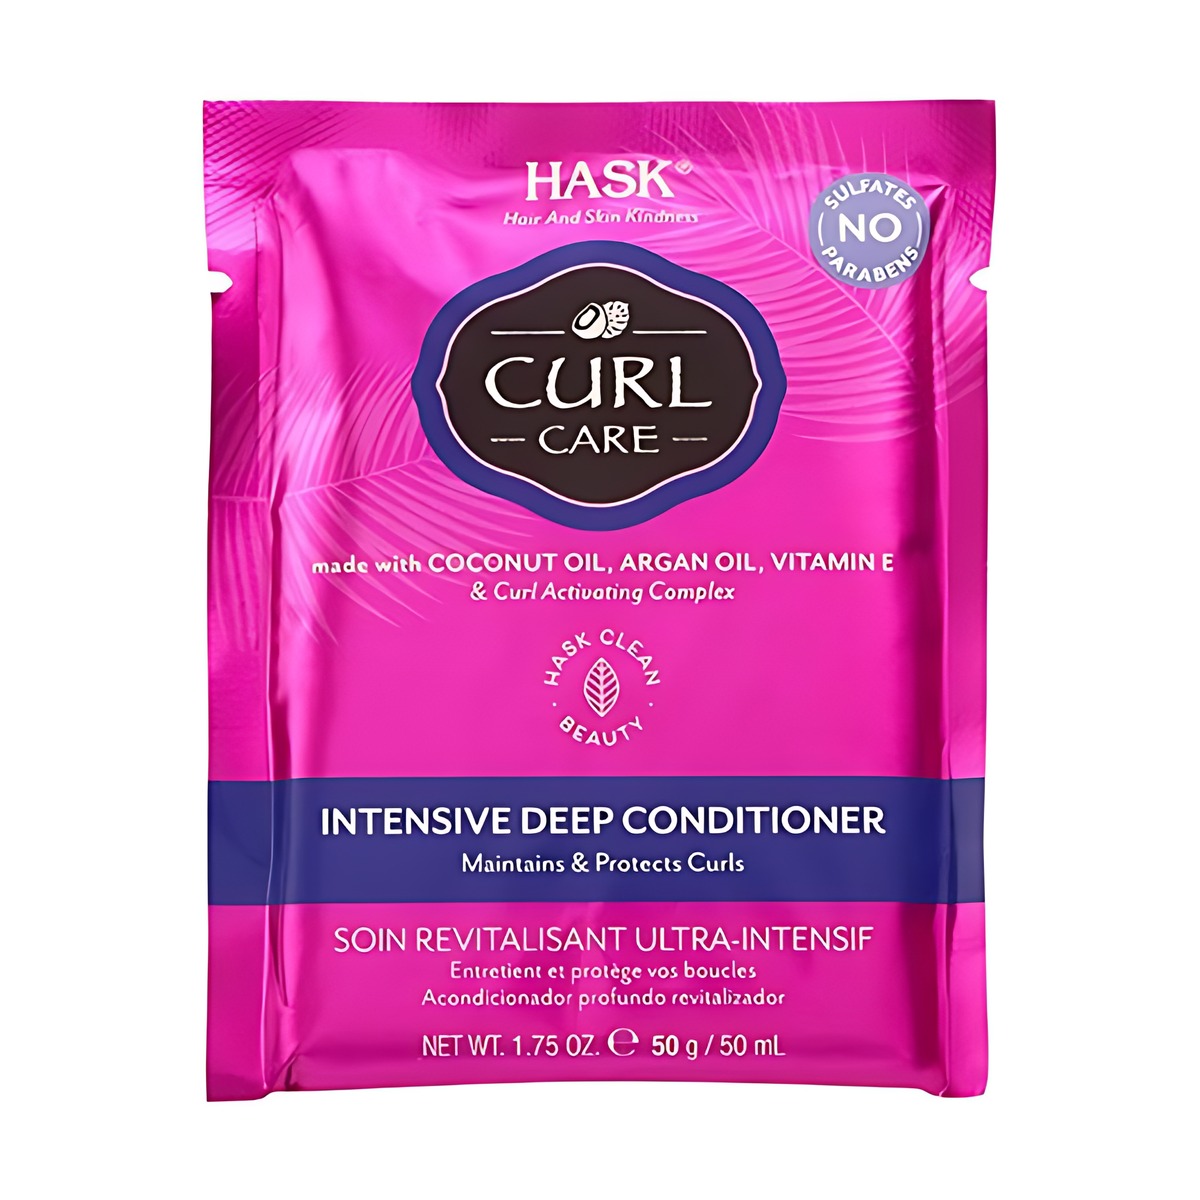 HASK®
Hair And Skin Kindness
SULFATES
NO
PARABENS
CURL
CARE
made with COCONUT OIL, ARGAN OIL, VITAMIN E
& Curl Activating Complex
HASK CLEAN
BEAUTY
INTENSIVE DEEP CONDITIONER
Maintains & Protects Curls
SOIN REVITALISANT ULTRA-INTENSIF
Entretient et protège vos boucles
Acondicionador profundo revitalizador
NET WT. 1.75 OZ. ℮ 50 g / 50 mL